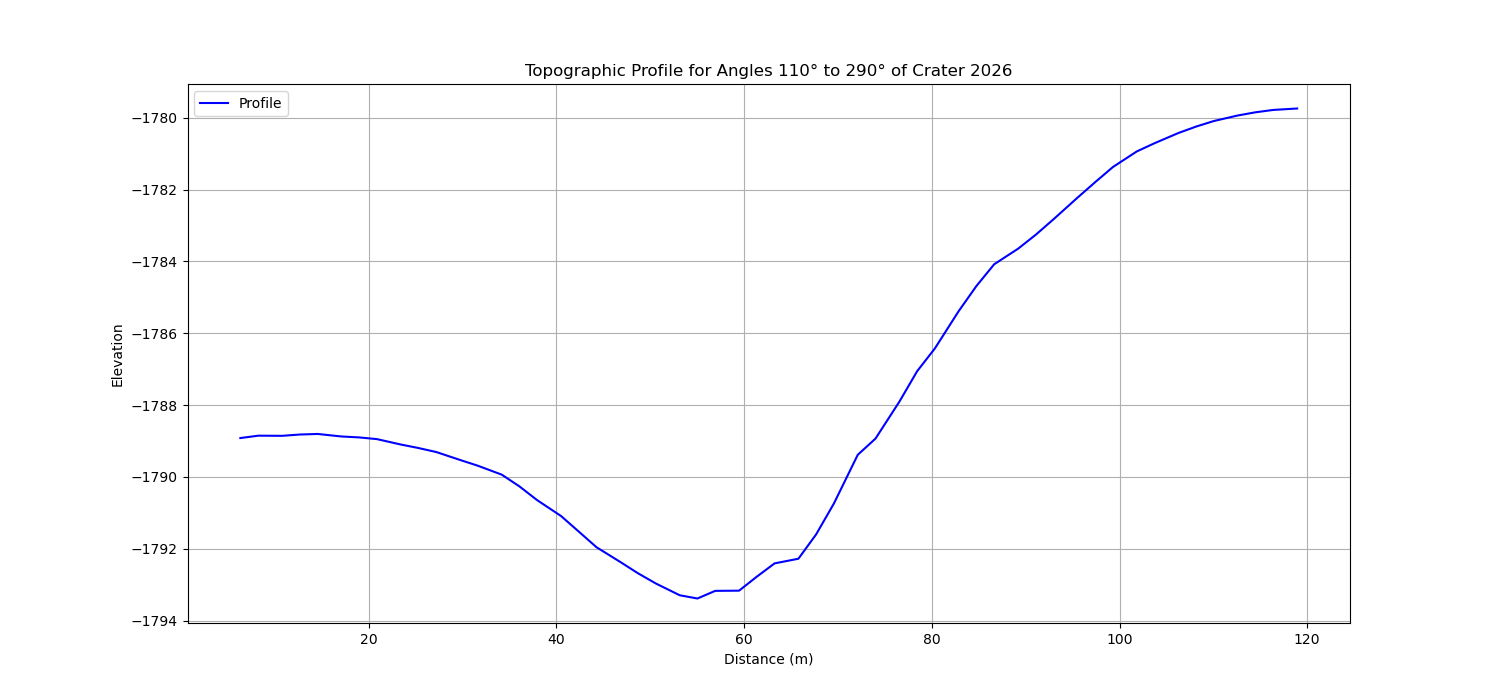 Topographic Profile for Angles 110° to 290° of Crater 2026
Profile
−1780
−1782
−1784
−1786
−1788
−1790
−1792
−1794
Elevation
20 40 60 80 100 120
Distance (m)